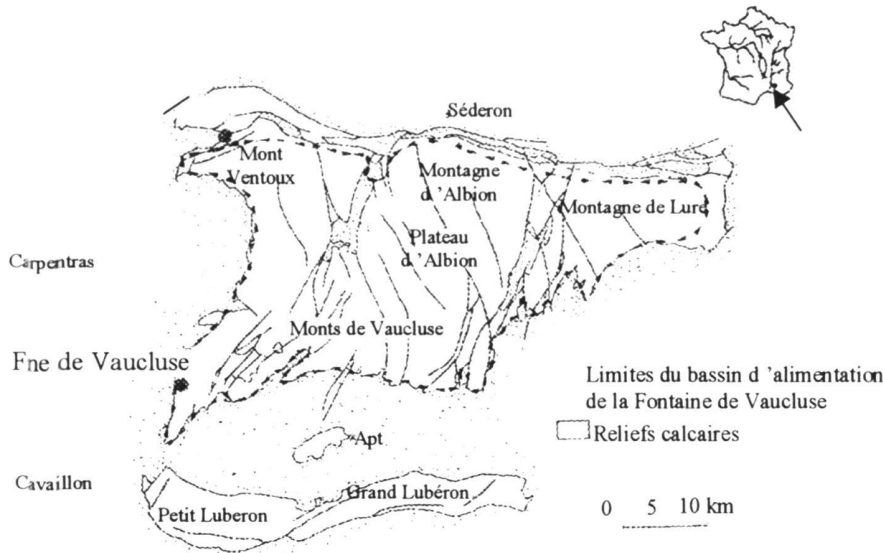 Séderon
Mont
Ventoux
Montagne
d 'Albion
Montagne de Lure
Plateau
d 'Albion
Carpentras
Monts de Vaucluse
Fne de Vaucluse
Limites du bassin d 'alimentation
de la Fontaine de Vaucluse
Reliefs calcaires
Apt
Cavaillon
Grand Lubéron
Petit Luberon
0 5 10 km